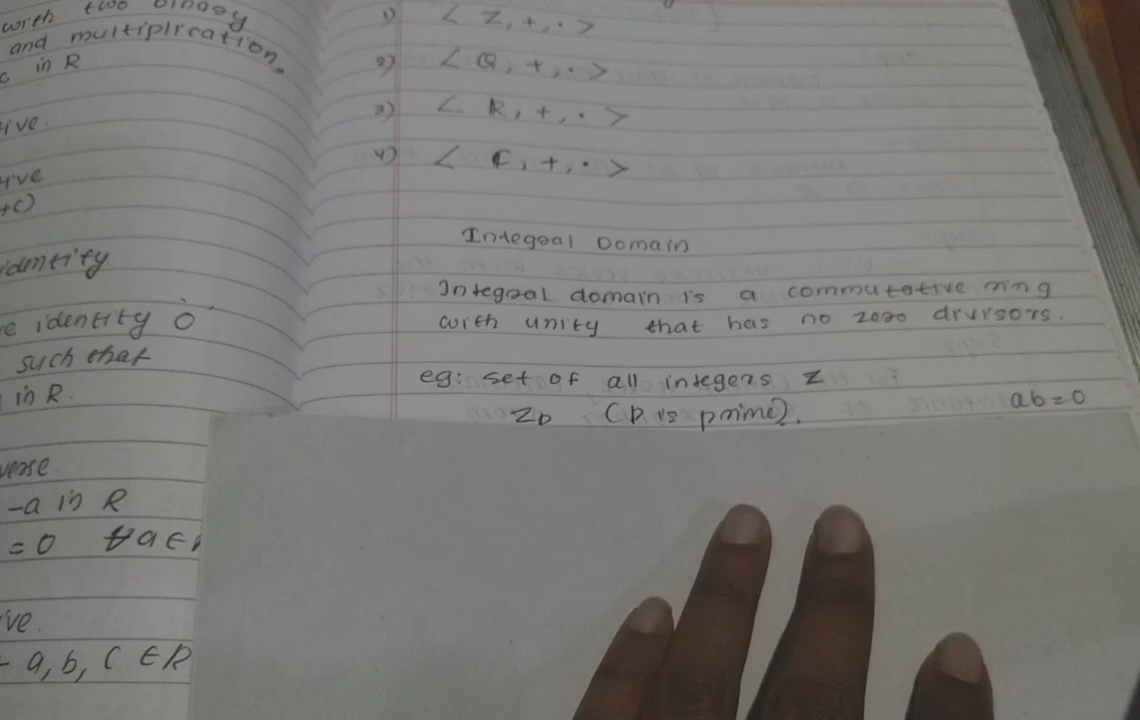 with two binary
and multiplication.
c in R
ive.
tive
+c)
identity
e identity 0
such that
in R.
verse.
-a in R
= 0 ∀a∈
ve.
a, b, c ∈R
1) < Z, +, · >
2) < Q, +, · >
3) < R, +, · >
4) < C, +, · >
Integral Domain
Integral domain is a commutative ring
with unity that has no zero divisors.
eg: set of all integers Z
Zp (p is prime).
ab=0